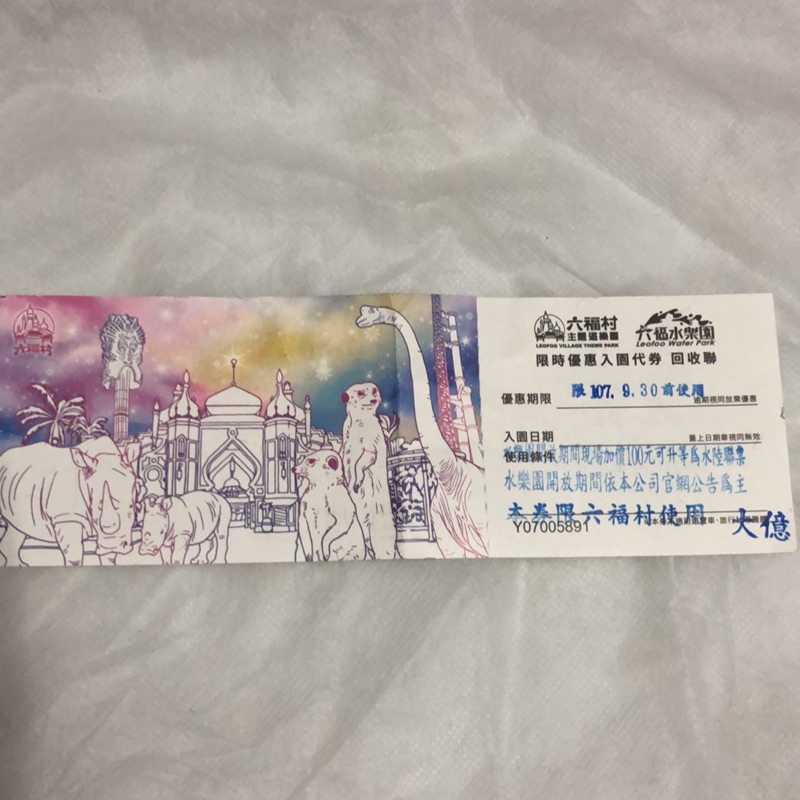 六福村
六福村
主題遊樂園
LEOFOO VILLAGE THEME PARK
六福水樂園
Leofoo Water Park
限時優惠入園代券 回收聯
優惠期限 限107.9.30前使用 逾期視同放棄優惠
入園日期 蓋上日期章視同無效
使用條件
期間現場加價100元可升等為水陸聯票
水樂園開放期間依本公司官網公告為主
本券限六福村使用 大億
Y07005891